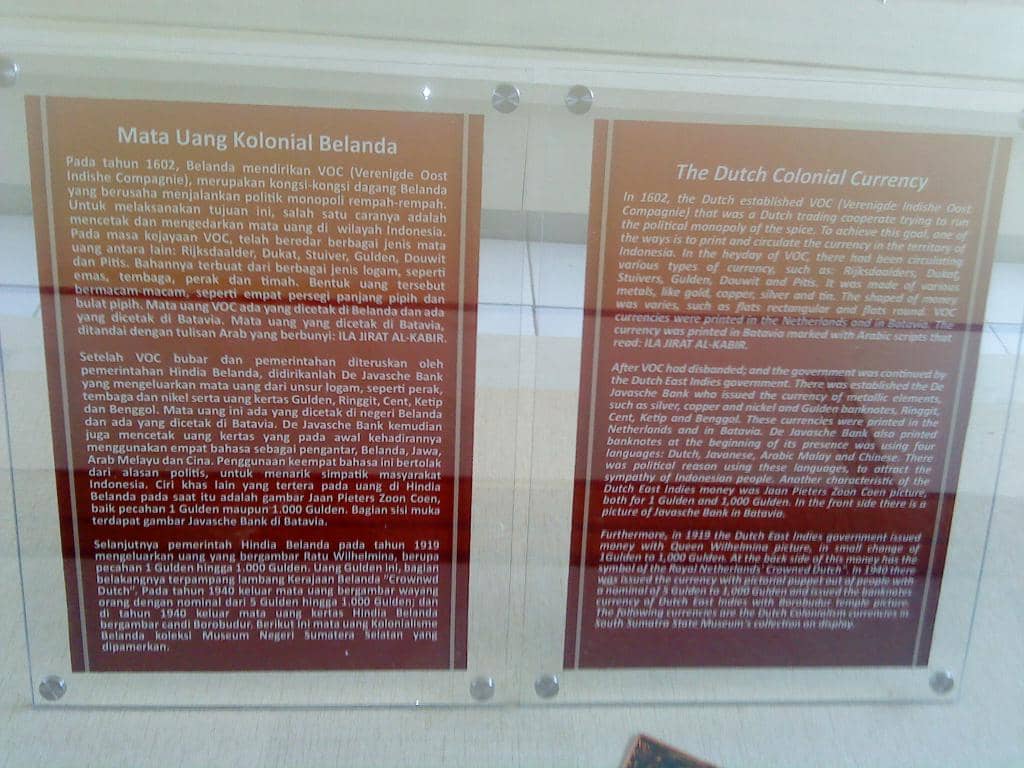 Mata Uang Kolonial Belanda
Pada tahun 1602, Belanda mendirikan VOC (Verenigde Oost
Indishe Compagnie), merupakan kongsi-kongsi dagang Belanda
yang berusaha menjalankan politik monopoli rempah-rempah.
Untuk melaksanakan tujuan ini, salah satu caranya adalah
mencetak dan mengedarkan mata uang di wilayah Indonesia.
Pada masa kejayaan VOC, telah beredar berbagai jenis mata
uang antara lain: Rijksdaalder, Dukat, Stuiver, Gulden, Douwit
dan Pitis. Bahannya terbuat dari berbagai jenis logam, seperti
emas, tembaga, perak dan timah. Bentuk uang tersebut
bermacam-macam, seperti empat persegi panjang pipih dan
bulat pipih. Mata uang VOC ada yang dicetak di Belanda dan ada
yang dicetak di Batavia. Mata uang yang dicetak di Batavia,
ditandai dengan tulisan Arab yang berbunyi: ILA JIRAT AL-KABIR.
Setelah VOC bubar dan pemerintahan diteruskan oleh
pemerintahan Hindia Belanda, didirikanlah De Javasche Bank
yang mengeluarkan mata uang dari unsur logam, seperti perak,
tembaga dan nikel serta uang kertas Gulden, Ringgit, Cent, Ketip
dan Benggol. Mata uang ini ada yang dicetak di negeri Belanda
dan ada yang dicetak di Batavia. De Javasche Bank kemudian
juga mencetak uang kertas yang pada awal kehadirannya
menggunakan empat bahasa sebagai pengantar, Belanda, Jawa,
Arab Melayu dan Cina. Penggunaan keempat bahasa ini bertolak
dari alasan politis, untuk menarik simpatik masyarakat
Indonesia. Ciri khas lain yang tertera pada uang di Hindia
Belanda pada saat itu adalah gambar Jaan Pieters Zoon Coen,
baik pecahan 1 Gulden maupun 1.000 Gulden. Bagian sisi muka
terdapat gambar Javasche Bank di Batavia.
Selanjutnya pemerintah Hindia Belanda pada tahun 1919
mengeluarkan uang yang bergambar Ratu Wilhelmina, berupa
pecahan 1 Gulden hingga 1.000 Gulden. Uang Gulden ini, bagian
belakangnya terpampang lambang Kerajaan Belanda "Crownwd
Dutch". Pada tahun 1940 keluar mata uang bergambar wayang
orang dengan nominal dari 5 Gulden hingga 1.000 Gulden, dan
di tahun 1940 keluar uang kertas Hindia Belanda
bergambar candi Borobudur. Berikut ini mata uang Kolonialisme
Belanda koleksi Museum Negeri Sumatera Selatan yang
dipamerkan.
The Dutch Colonial Currency
In 1602, the Dutch established VOC (Verenigde Indishe Oost
Compagnie) that was a Dutch trading cooperate trying to run
the political monopoly of the spice. To achieve this goal, one of
the ways is to print and circulate the currency in the territory of
Indonesia. In the heyday of VOC, there had been circulating
various types of currency, such as: Rijksdaalders, Dukat,
Stuivers, Gulden, Douwit and Pitis. It was made of various
metals, like gold, copper, silver and tin. The shaped of money
was varies, such as flats rectangular and flats round. VOC
currencies were printed in the Netherlands and in Batavia. The
currency was printed in Batavia marked with Arabic scripts that
read: ILA JIRAT AL-KABIR.
After VOC had disbanded; and the government was continued by
the Dutch East Indies government. There was established the De
Javasche Bank who issued the currency of metallic elements,
such as silver, copper and nickel and Gulden banknotes, Ringgit,
Cent, Ketip and Benggol. These currencies were printed in the
Netherlands and in Batavia. De Javasche Bank also printed
banknotes at the beginning of its presence was using four
languages: Dutch, Javanese, Arabic Malay and Chinese. There
was political reason using these languages, to attract the
sympathy of Indonesian people. Another characteristic of the
Dutch East Indies money was Jaan Pieters Zoon Coen picture,
both for 1 Gulden and 1,000 Gulden. In the front side there is a
picture of Javasche Bank in Batavia.
Furthermore, in 1919 the Dutch East Indies government issued
money with Queen Wilhelmina picture, in small change of
1 Gulden to 1,000 Gulden. At the back side of this money has the
symbol of the Royal Netherlands "Crownwd Dutch". In 1940 were
was issued the currency with pictorial puppets out of people with
a nominal of 5 Gulden to 1,000 Gulden and issued the banknotes
currency of Dutch East Indies with Borobudur temple picture.
The following currencies are the Dutch Colonial currencies in
South Sumatra State Museum's collection on display.